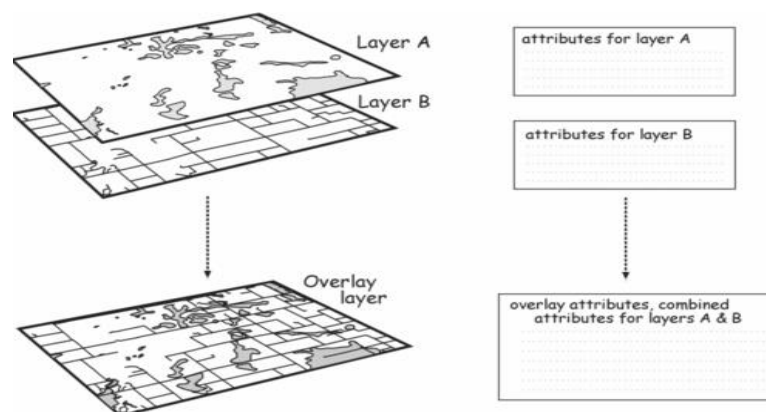 Layer A
Layer B
Overlay
layer
attributes for layer A
attributes for layer B
overlay attributes, combined
attributes for layers A & B